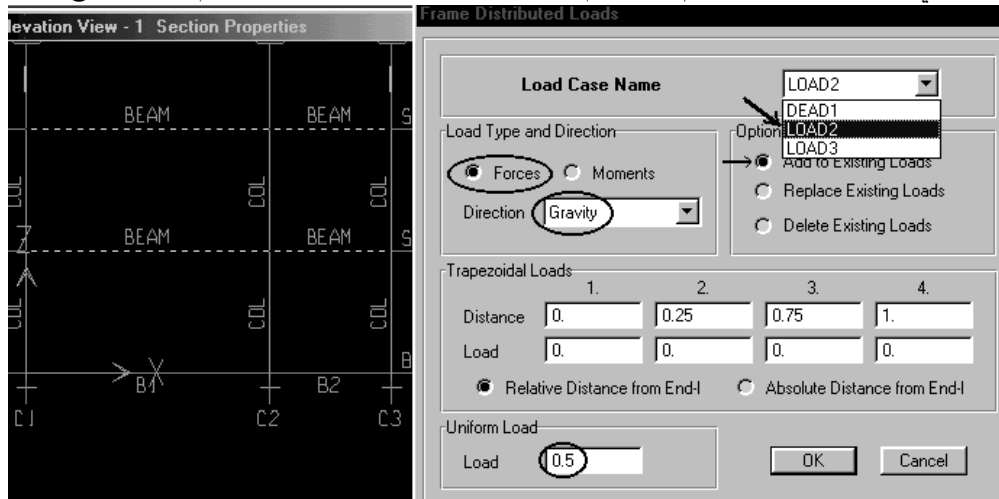 levation View - 1 Section Properties
BEAM
BEAM
S
COL
COL
COL
Z
BEAM
BEAM
S
COL
COL
COL
X
B1
B2
B
C1
C2
C3
Frame Distributed Loads
Load Case Name
LOAD2
DEAD1
LOAD2
LOAD3
Load Type and Direction
Forces
Moments
Direction
Gravity
Option
Add to Existing Loads
Replace Existing Loads
Delete Existing Loads
Trapezoidal Loads
1. 2. 3. 4.
Distance 0. 0.25 0.75 1.
Load 0. 0. 0. 0.
Relative Distance from End-I
Absolute Distance from End-I
Uniform Load
Load 0.5
OK
Cancel